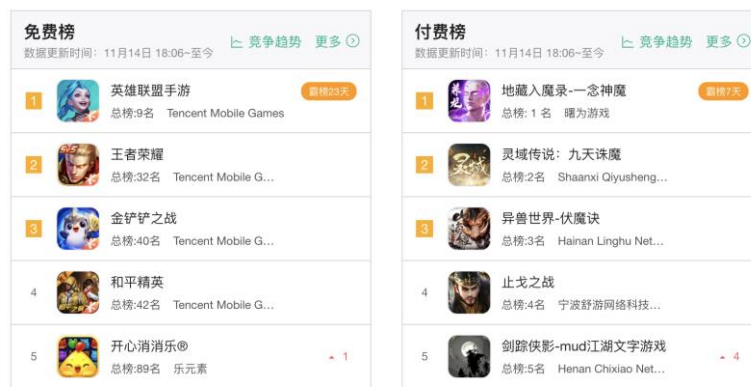 免费榜
数据更新时间：11月14日 18:06~至今
竞争趋势 更多
1
英雄联盟手游
总榜:9名 Tencent Mobile Games
霸榜23天
2
王者荣耀
总榜:32名 Tencent Mobile G...
3
金铲铲之战
总榜:40名 Tencent Mobile G...
4
和平精英
总榜:42名 Tencent Mobile G...
5
开心消消乐®
总榜:89名 乐元素
1
付费榜
数据更新时间：11月14日 18:06~至今
竞争趋势 更多
1
地藏入魔录-一念神魔
总榜: 1 名 曙为游戏
霸榜7天
2
灵域
灵域传说：九天诛魔
总榜:2名 Shaanxi Qiyusheng...
3
异兽世界-伏魔诀
总榜:3名 Hainan Linghu Net...
4
止戈之战
总榜:4名 宁波舒游网络科技...
5
剑踪侠影-mud江湖文字游戏
总榜:5名 Henan Chixiao Net...
4